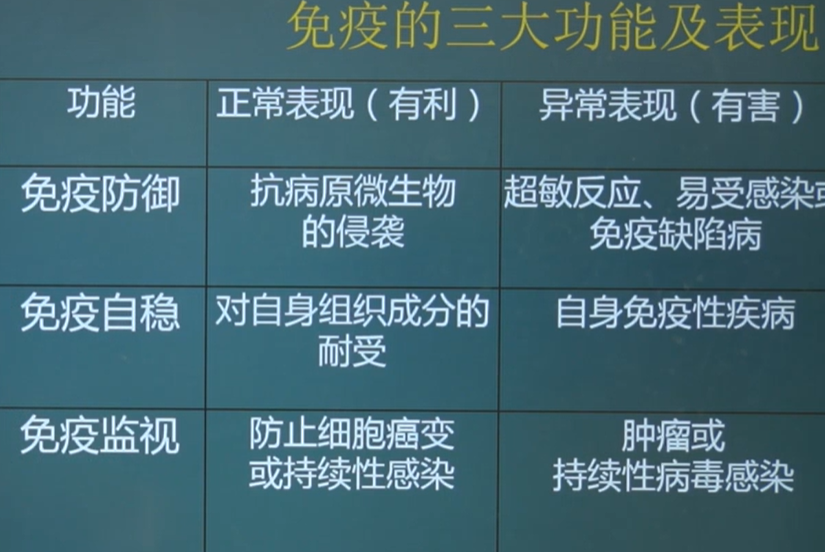 免疫的三大功能及表现
功能
正常表现（有利）
异常表现（有害）
免疫防御
抗病原微生物
的侵袭
超敏反应、易受感染或
免疫缺陷病
免疫自稳
对自身组织成分的
耐受
自身免疫性疾病
免疫监视
防止细胞癌变
或持续性感染
肿瘤或
持续性病毒感染